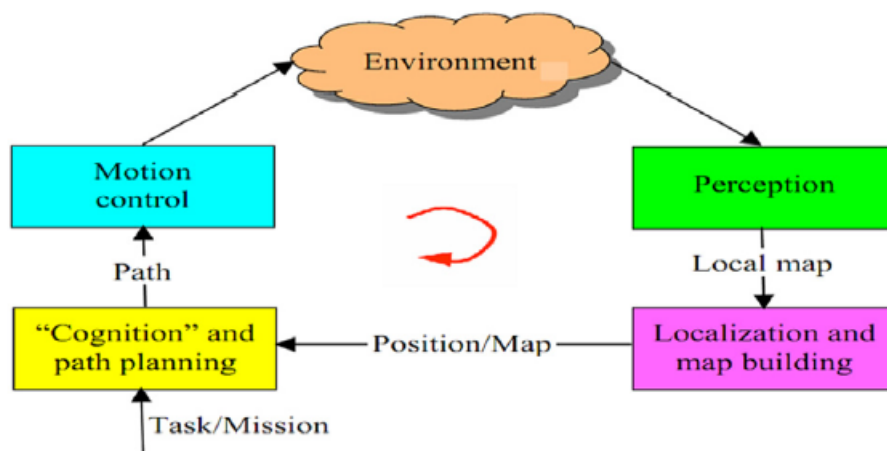 Environment
Motion
control
Perception
Path
Local map
“Cognition” and
path planning
Position/Map
Localization and
map building
Task/Mission